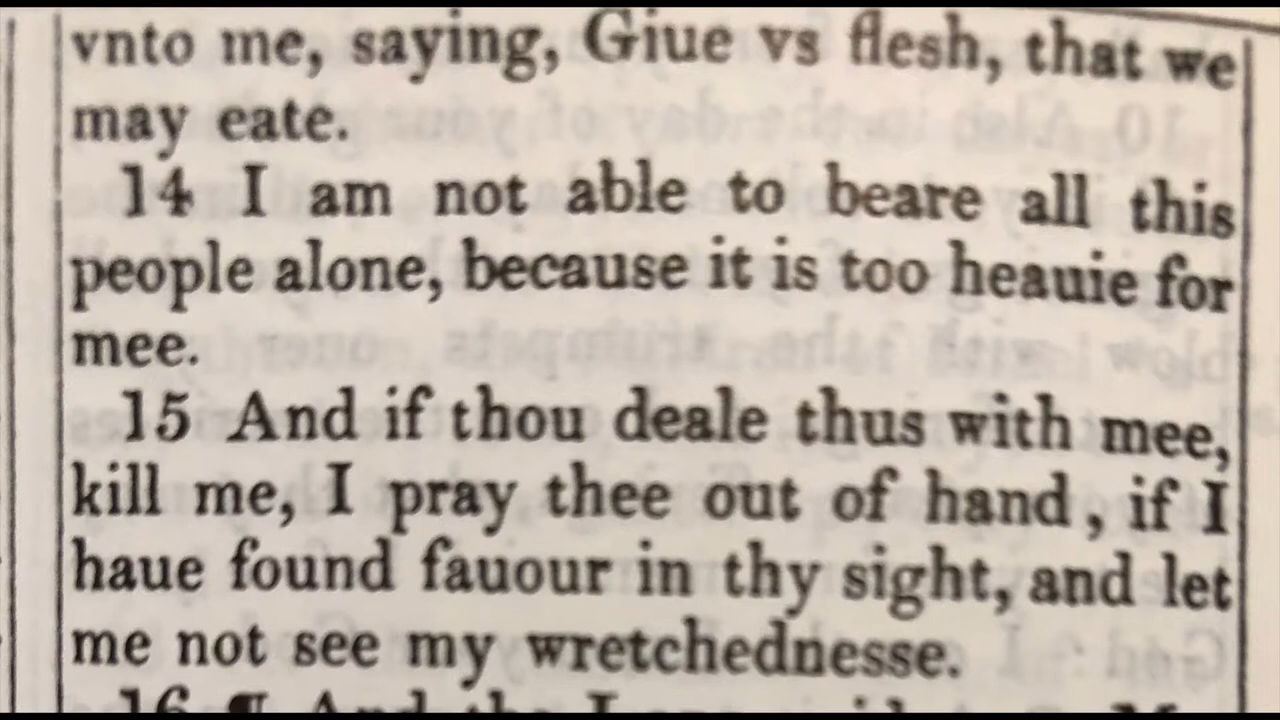 vnto me, saying, Giue vs flesh, that we
may eate.
14 I am not able to beare all this
people alone, because it is too heauie for
mee.
15 And if thou deale thus with mee,
kill me, I pray thee out of hand, if I
haue found fauour in thy sight, and let
me not see my wretchednesse.
16 ¶ And the